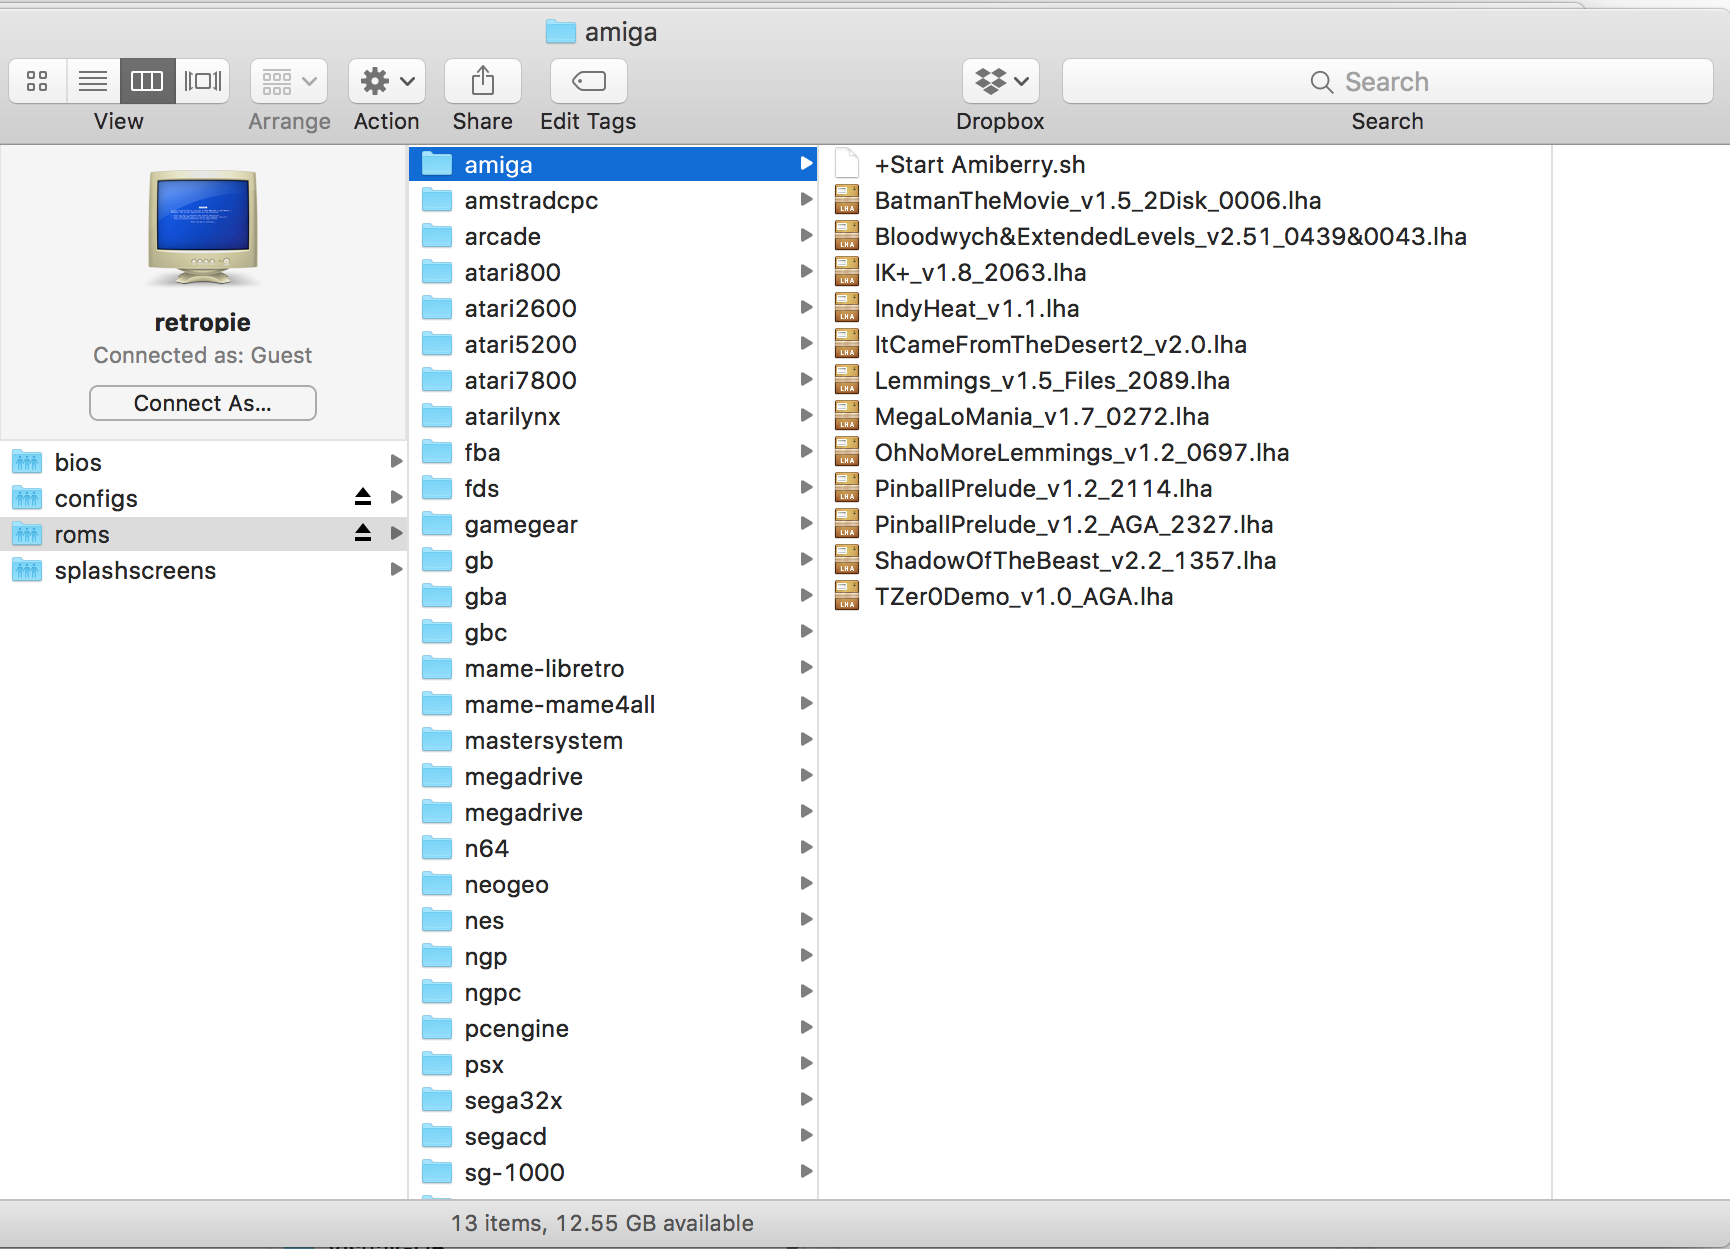 amiga
View
Arrange
Action
Share
Edit Tags
Dropbox
Search
Search
retropie
Connected as: Guest
Connect As...
bios
configs
roms
splashscreens
amiga
amstradcpc
arcade
atari800
atari2600
atari5200
atari7800
atarilynx
fba
fds
gamegear
gb
gba
gbc
mame-libretro
mame-mame4all
mastersystem
megadrive
megadrive
n64
neogeo
nes
ngp
ngpc
pcengine
psx
sega32x
segacd
sg-1000
+Start Amiberry.sh
BatmanTheMovie_v1.5_2Disk_0006.lha
Bloodwych&ExtendedLevels_v2.51_0439&0043.lha
IK+_v1.8_2063.lha
IndyHeat_v1.1.lha
ItCameFromTheDesert2_v2.0.lha
Lemmings_v1.5_Files_2089.lha
MegaLoMania_v1.7_0272.lha
OhNoMoreLemmings_v1.2_0697.lha
PinballPrelude_v1.2_2114.lha
PinballPrelude_v1.2_AGA_2327.lha
ShadowOfTheBeast_v2.2_1357.lha
TZer0Demo_v1.0_AGA.lha
13 items, 12.55 GB available